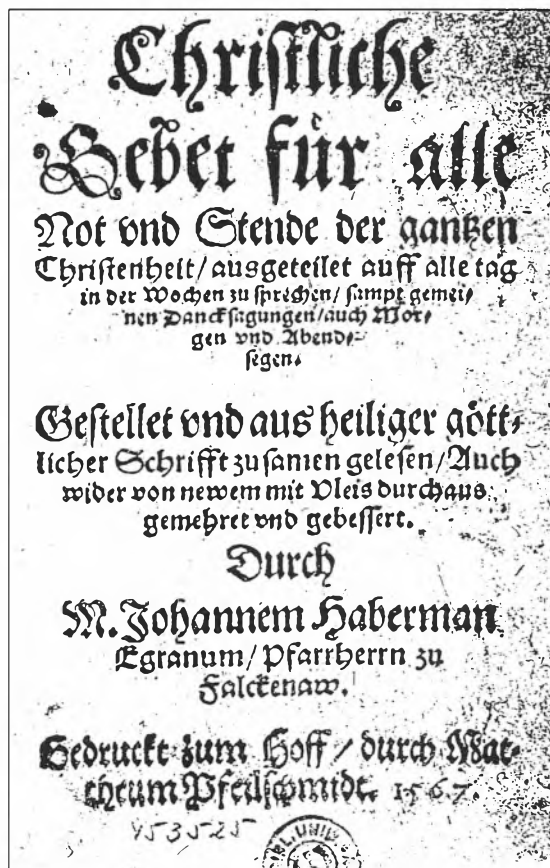 Chriſtliche
Gebet für alle
Not vnd Stende der gantzen
Chriſtenheit/ ausgeteilet auff alle tag
in der Wochen zu ſprechen/ ſampt gemei⸗
nen Danckſagungen/auch Mor⸗
gen vnd Abend⸗
ſegen.
Geſtellet vnd aus heiliger gött⸗
licher Schrifft zuſamen geleſen/Auch
wider von newem mit Vleis durchaus
gemehret vnd gebeſſert.
Durch
M. Johannem Haberman
Egranum/ Pfarrherrn zu
Falckenaw.
Gedruckt zum Hoff / durch Mat⸗
theum Pfeilſchmidt. 1567.
453525
UNIV